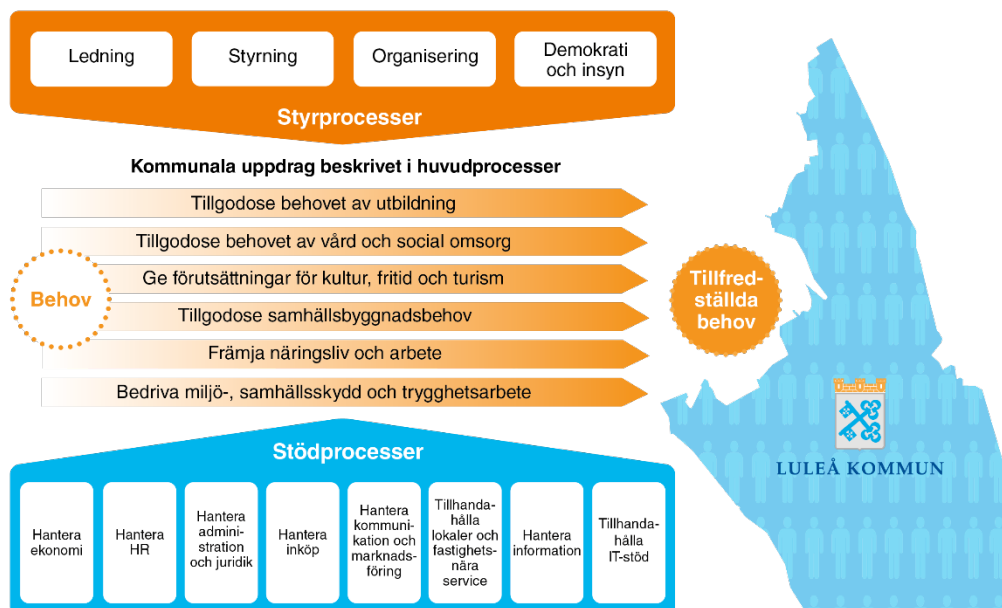 Ledning
Styrning
Organisering
Demokrati
och insyn
Styrprocesser
Kommunala uppdrag beskrivet i huvudprocesser
Tillgodose behovet av utbildning
Tillgodose behovet av vård och social omsorg
Ge förutsättningar för kultur, fritid och turism
Tillgodose samhällsbyggnadsbehov
Främja näringsliv och arbete
Bedriva miljö-, samhällsskydd och trygghetsarbete
Behov
Tillfred-
ställda
behov
LULEÅ KOMMUN
Stödprocesser
Hantera
ekonomi
Hantera
HR
Hantera
admini-
stration
och juridik
Hantera
inköp
Hantera
kommuni-
kation och
marknads-
föring
Tillhanda-
hålla
lokaler och
fastighets-
nära
service
Hantera
information
Tillhanda-
hålla
IT-stöd